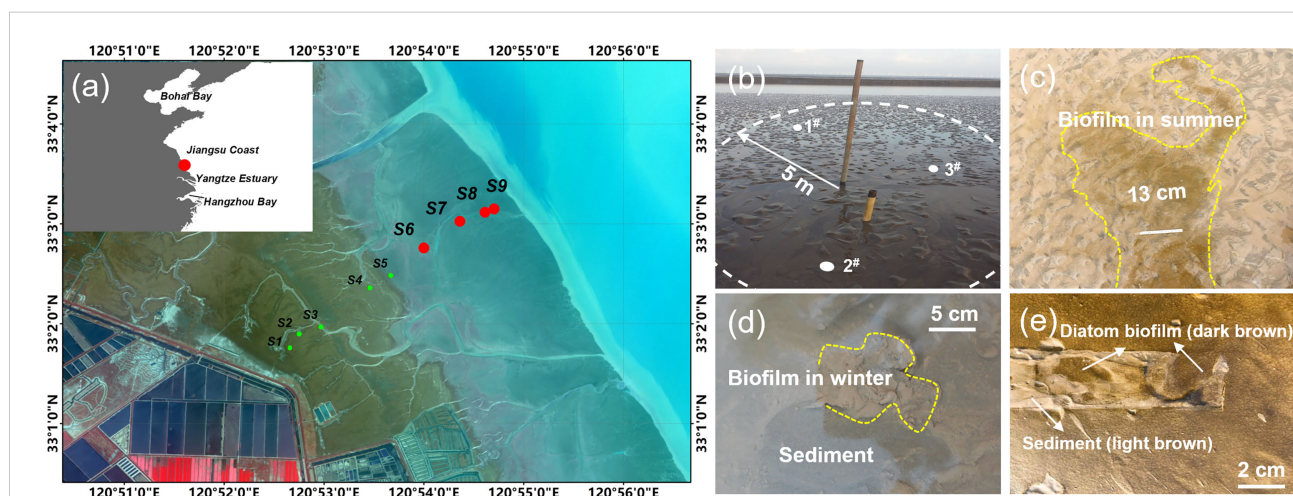 120°51'0"E 120°52'0"E 120°53'0"E 120°54'0"E 120°55'0"E 120°56'0"E
(a)
Bohai Bay
Jiangsu Coast
Yangtze Estuary
Hangzhou Bay
33°4'0"N
33°3'0"N
33°2'0"N
33°1'0"N
33°4'0"N
33°3'0"N
33°2'0"N
33°1'0"N
S9
S8
S7
S6
S5
S4
S3
S2
S1
120°51'0"E 120°52'0"E 120°53'0"E 120°54'0"E 120°55'0"E 120°56'0"E
(b)
1#
3#
5 m
2#
(c)
Biofilm in summer
13 cm
(d)
5 cm
Biofilm in winter
Sediment
(e)
Diatom biofilm (dark brown)
Sediment (light brown)
2 cm